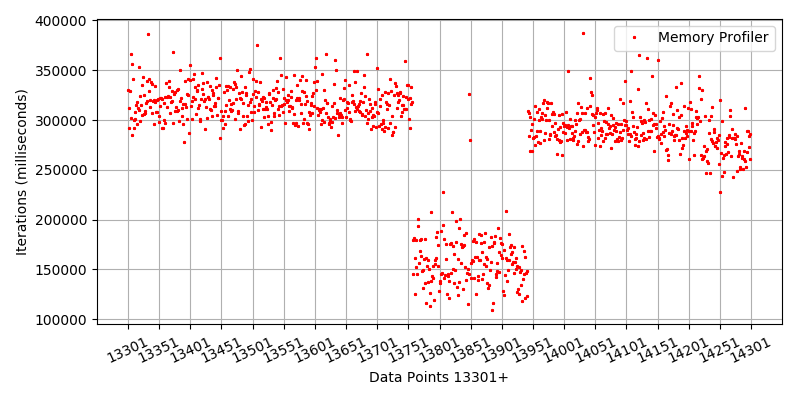 400000
350000
300000
250000
200000
150000
100000
Iterations (milliseconds)
Memory Profiler
13301 13351 13401 13451 13501 13551 13601 13651 13701 13751 13801 13851 13901 13951 14001 14051 14101 14151 14201 14251 14301
Data Points 13301+